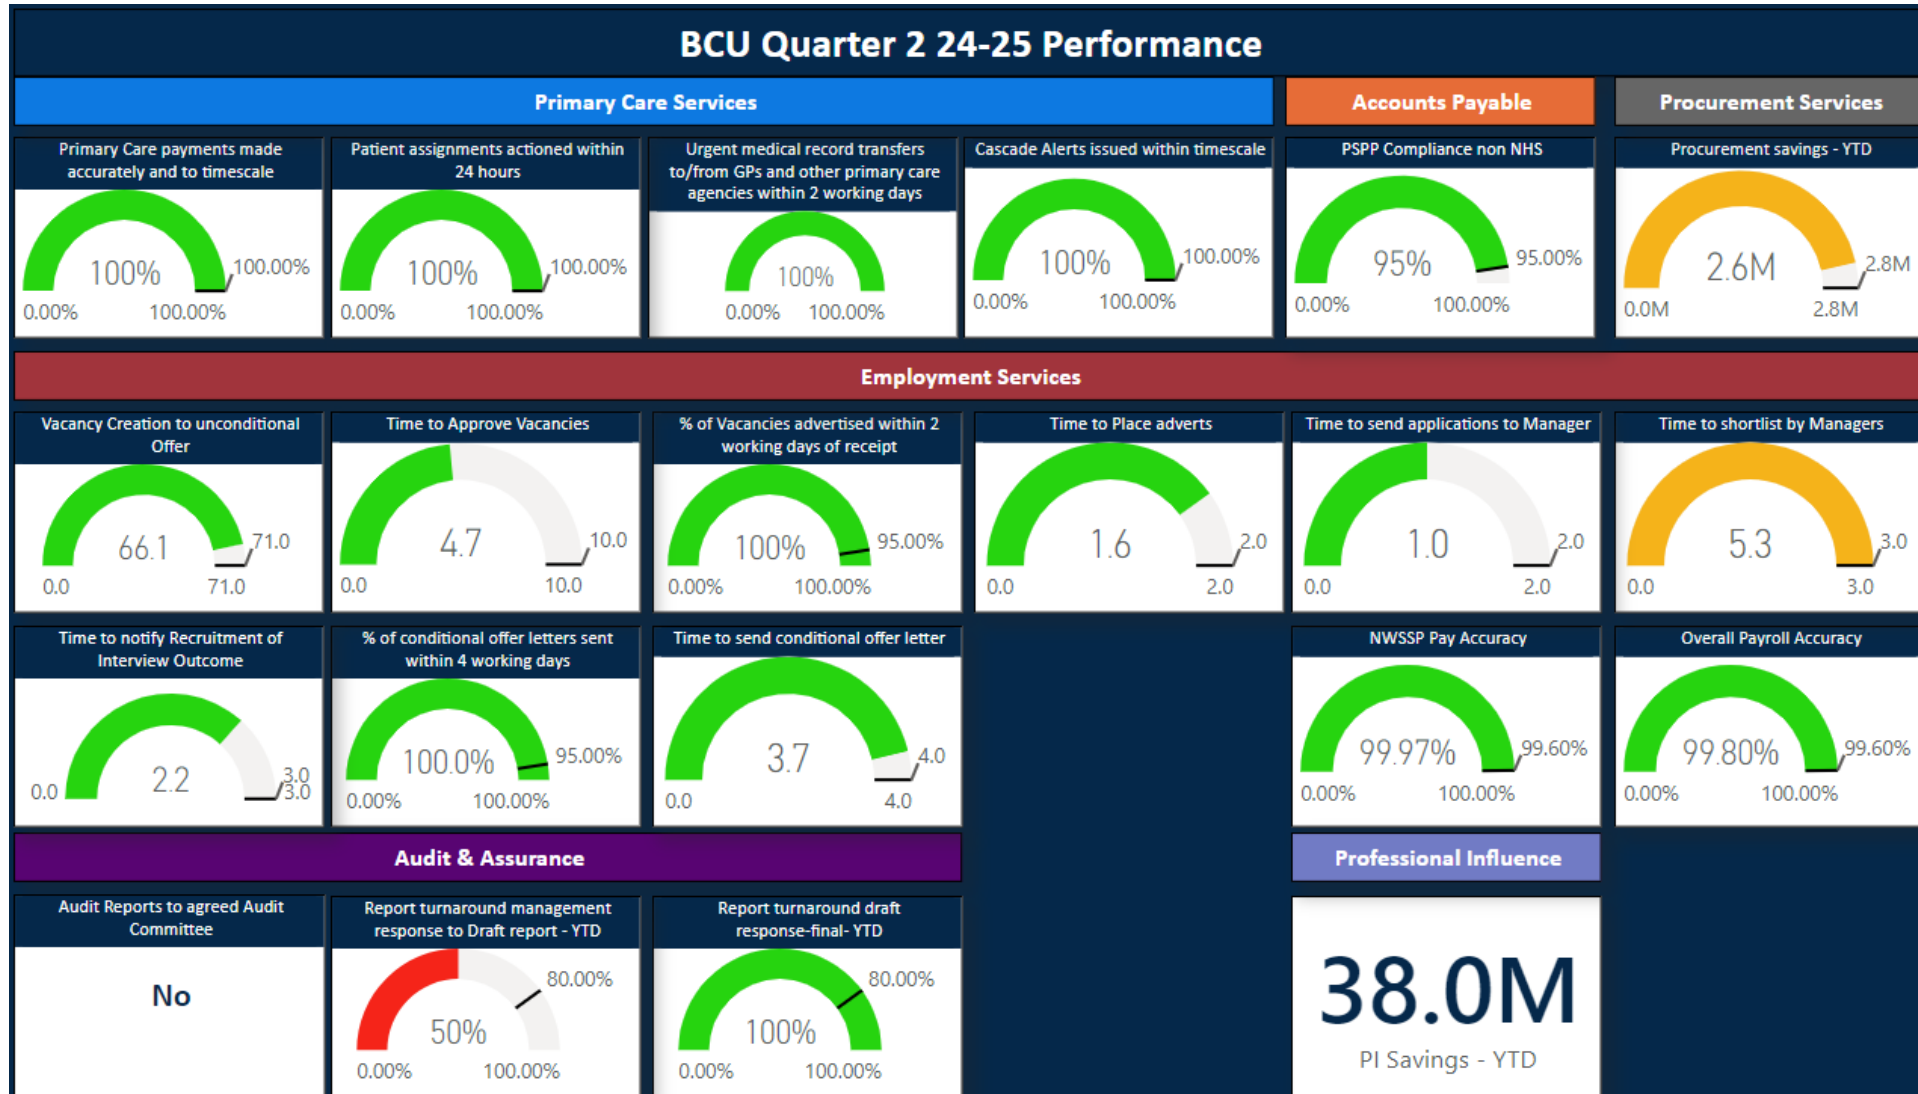 BCU Quarter 2 24-25 Performance
Primary Care Services
Accounts Payable
Procurement Services
Primary Care payments made
accurately and to timescale
100%
100.00%
0.00%
100.00%
Patient assignments actioned within
24 hours
100%
100.00%
0.00%
100.00%
Urgent medical record transfers
to/from GPs and other primary care
agencies within 2 working days
100%
0.00%
100.00%
Cascade Alerts issued within timescale
100%
100.00%
0.00%
100.00%
PSPP Compliance non NHS
95%
95.00%
0.00%
100.00%
Procurement savings - YTD
2.6M
2.8M
0.0M
2.8M
Employment Services
Vacancy Creation to unconditional
Offer
66.1
71.0
0.0
71.0
Time to Approve Vacancies
4.7
10.0
0.0
10.0
% of Vacancies advertised within 2
working days of receipt
100%
95.00%
0.00%
100.00%
Time to Place adverts
1.6
2.0
0.0
2.0
Time to send applications to Manager
1.0
2.0
0.0
2.0
Time to shortlist by Managers
5.3
3.0
0.0
3.0
Time to notify Recruitment of
Interview Outcome
2.2
3.0
0.0
3.0
% of conditional offer letters sent
within 4 working days
100.0%
95.00%
0.00%
100.00%
Time to send conditional offer letter
3.7
4.0
0.0
4.0
NWSSP Pay Accuracy
99.97%
99.60%
0.00%
100.00%
Overall Payroll Accuracy
99.80%
99.60%
0.00%
100.00%
Audit & Assurance
Professional Influence
Audit Reports to agreed Audit
Committee
No
Report turnaround management
response to Draft report - YTD
80.00%
50%
0.00%
100.00%
Report turnaround draft
response-final- YTD
80.00%
100%
0.00%
100.00%
38.0M
PI Savings - YTD